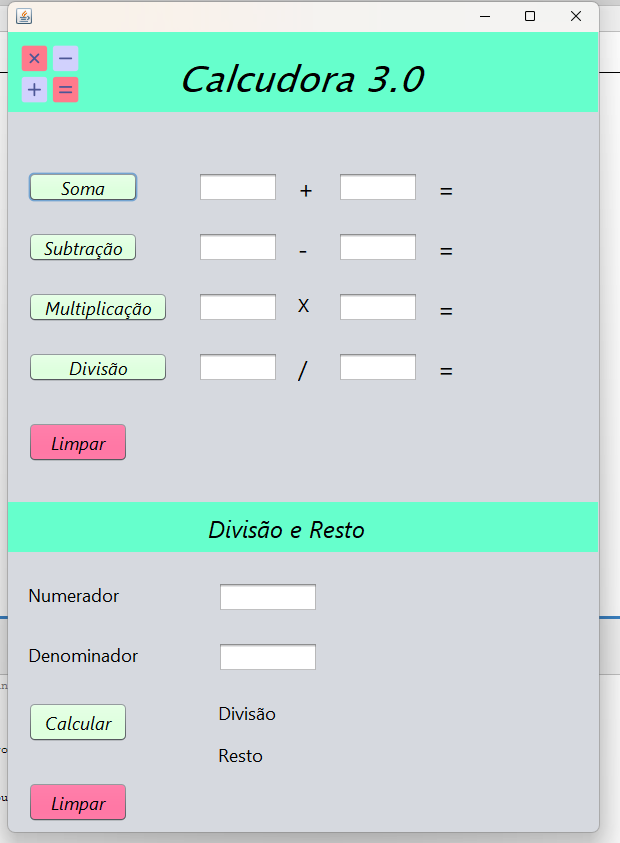 × −
Calcudora 3.0
+ =
Soma + =
Subtração - =
Multiplicação X =
Divisão / =
Limpar
Divisão e Resto
Numerador
Denominador
Calcular Divisão
Resto
Limpar